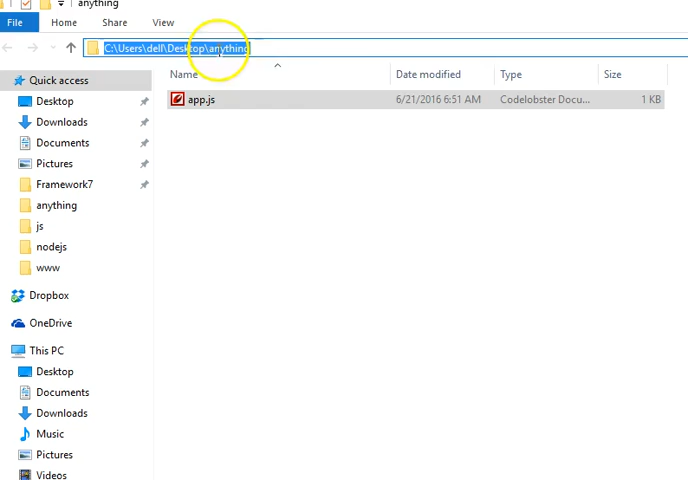 anything
File Home Share View
C:\Users\dell\Desktop\anything
Quick access
Name Date modified Type Size
Desktop
app.js 6/21/2016 6:51 AM Codelobster Docu... 1 KB
Downloads
Documents
Pictures
Framework7
anything
js
nodejs
www
Dropbox
OneDrive
This PC
Desktop
Documents
Downloads
Music
Pictures
Videos